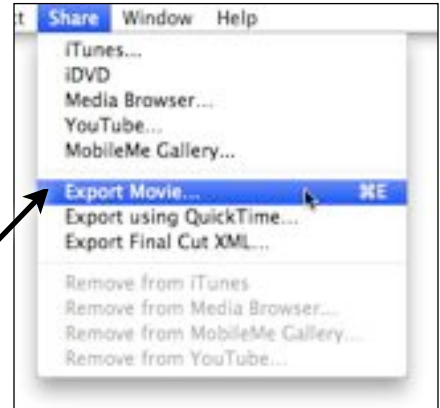 t Share Window Help
iTunes...
iDVD
Media Browser...
YouTube...
MobileMe Gallery...
Export Movie... ⌘E
Export using QuickTime...
Export Final Cut XML...
Remove from iTunes
Remove from Media Browser...
Remove from MobileMe Gallery...
Remove from YouTube...